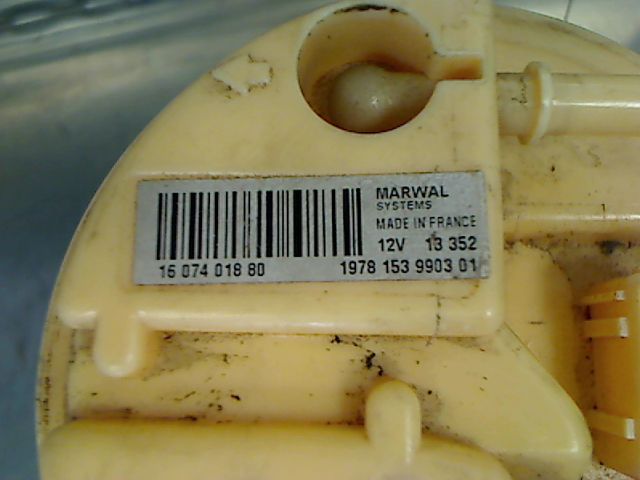 MARWAL
SYSTEMS
MADE IN FRANCE
12V 13 352
16 074 018 80 1978 153 9903 01